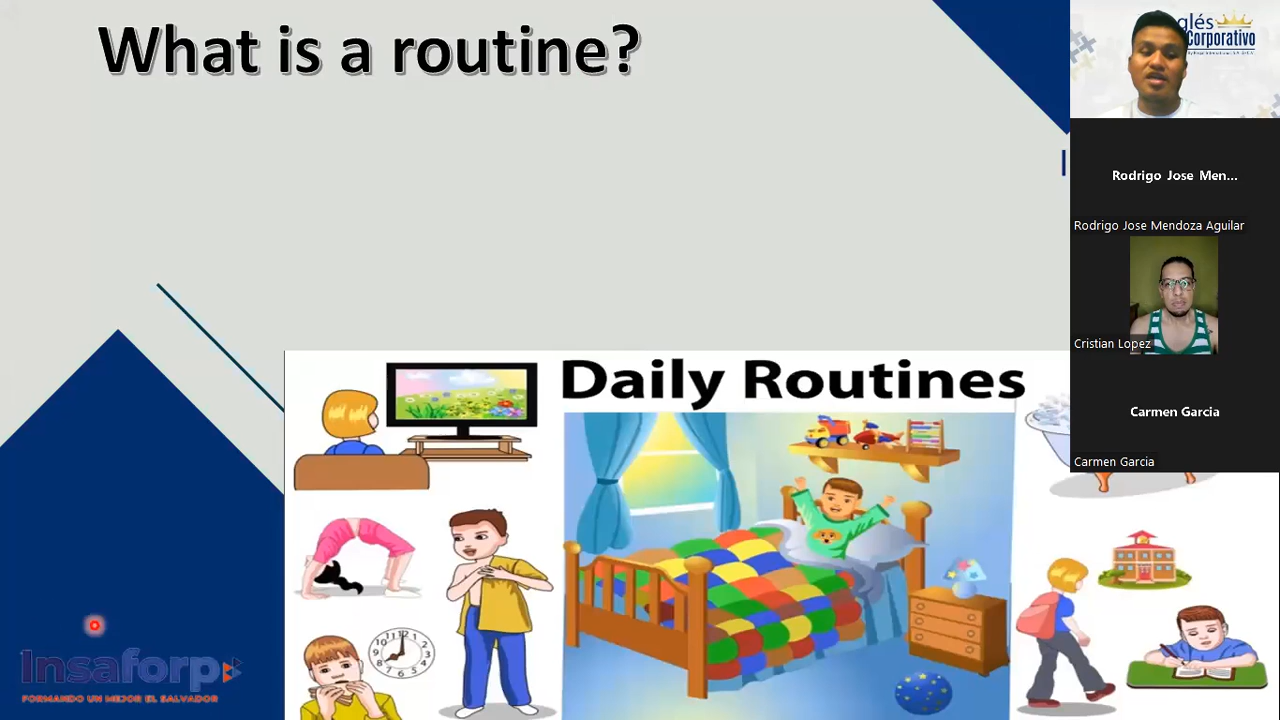 What is a routine?
Daily Routines
glés
Corporativo
Rodrigo Jose Men...
Rodrigo Jose Mendoza Aguilar
Cristian Lopez
Carmen Garcia
Carmen Garcia
Insaforp
FORMANDO UN MEJOR EL SALVADOR